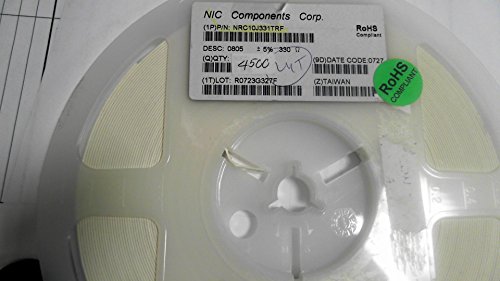 NIC Components Corp.
(1P)P/N: NRC10J331TRF
RoHS
Compliant
DESC: 0805 ± 5% 330 Ω
(Q)QTY: 4500
(9D)DATE CODE:0727
(1T)LOT: R0723G327F
(Z)TAIWAN
RoHS
COMPLIANT